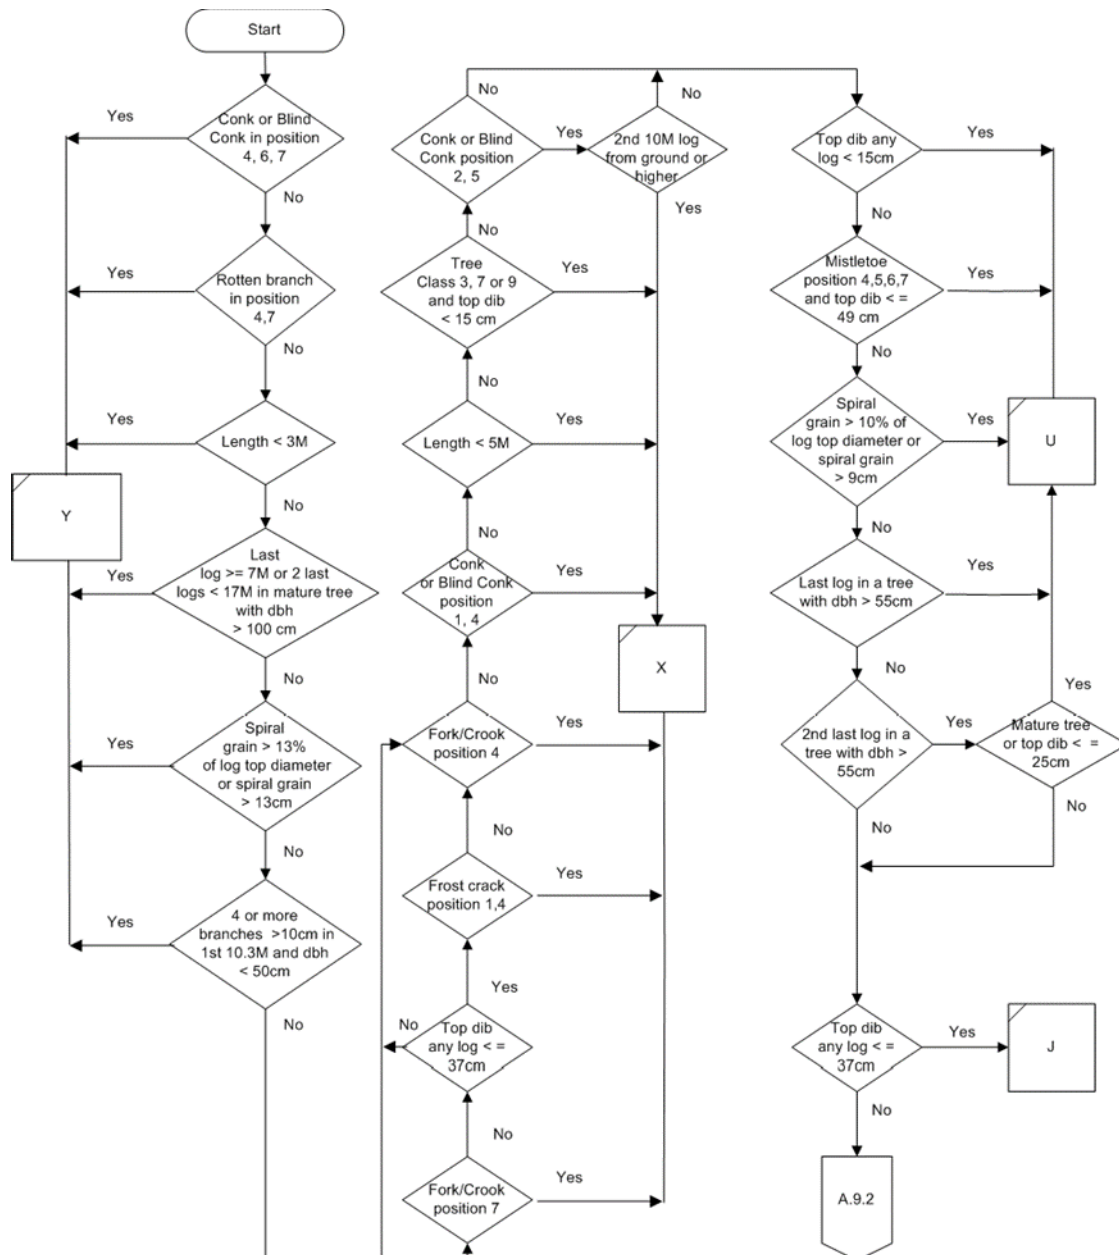 Start
Yes
Conk or Blind
Conk in position
4, 6, 7
No
Yes
Rotten branch
in position
4,7
No
Yes
Length < 3M
No
Y
Yes
Last
log >= 7M or 2 last
logs < 17M in mature tree
with dbh
> 100 cm
No
Yes
Spiral
grain > 13%
of log top diameter
or spiral grain
> 13cm
No
Yes
4 or more
branches >10cm in
1st 10.3M and dbh
< 50cm
No
No
Conk or Blind
Conk position
2, 5
Yes
2nd 10M log
from ground or
higher
No
Yes
No
Tree
Class 3, 7 or 9
and top dib
< 15 cm
Yes
No
Length < 5M
Yes
No
Conk
or Blind Conk
position
1, 4
Yes
X
No
Fork/Crook
position 4
Yes
No
Frost crack
position 1,4
Yes
Yes
No
Top dib
any log < =
37cm
No
Fork/Crook
position 7
Yes
Top dib any
log < 15cm
Yes
No
Mistletoe
position 4,5,6,7
and top dib < =
49 cm
Yes
No
Spiral
grain > 10% of
log top diameter or
spiral grain
> 9cm
Yes
U
No
Last log in a tree
with dbh > 55cm
Yes
No
2nd last log in a
tree with dbh >
55cm
Yes
Mature tree
or top dib < =
25cm
Yes
No
No
Top dib
any log < =
37cm
Yes
J
No
A.9.2